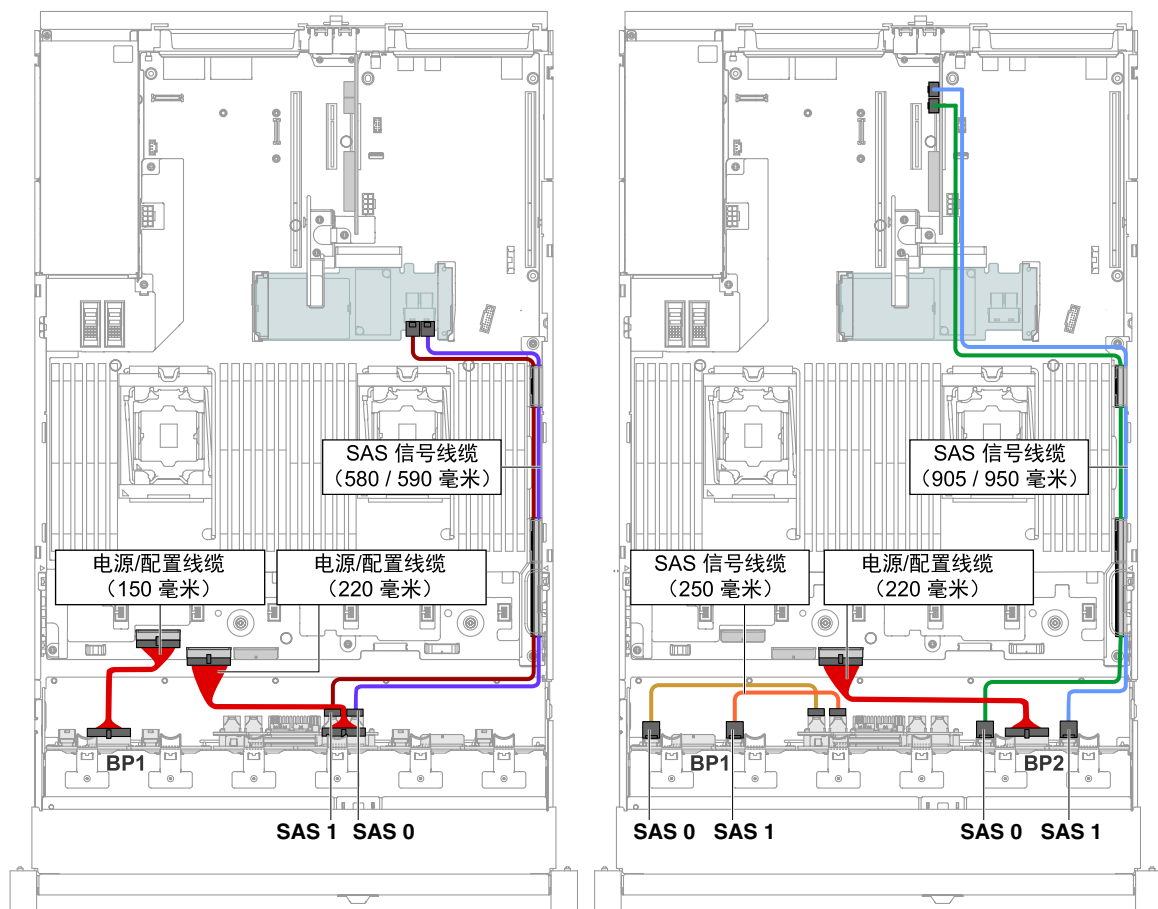 SAS 信号线缆
（580 / 590 毫米）
电源/配置线缆
（150 毫米）
电源/配置线缆
（220 毫米）
BP1
SAS 1
SAS 0
SAS 信号线缆
（905 / 950 毫米）
SAS 信号线缆
（250 毫米）
电源/配置线缆
（220 毫米）
BP1
BP2
SAS 0
SAS 1
SAS 0
SAS 1